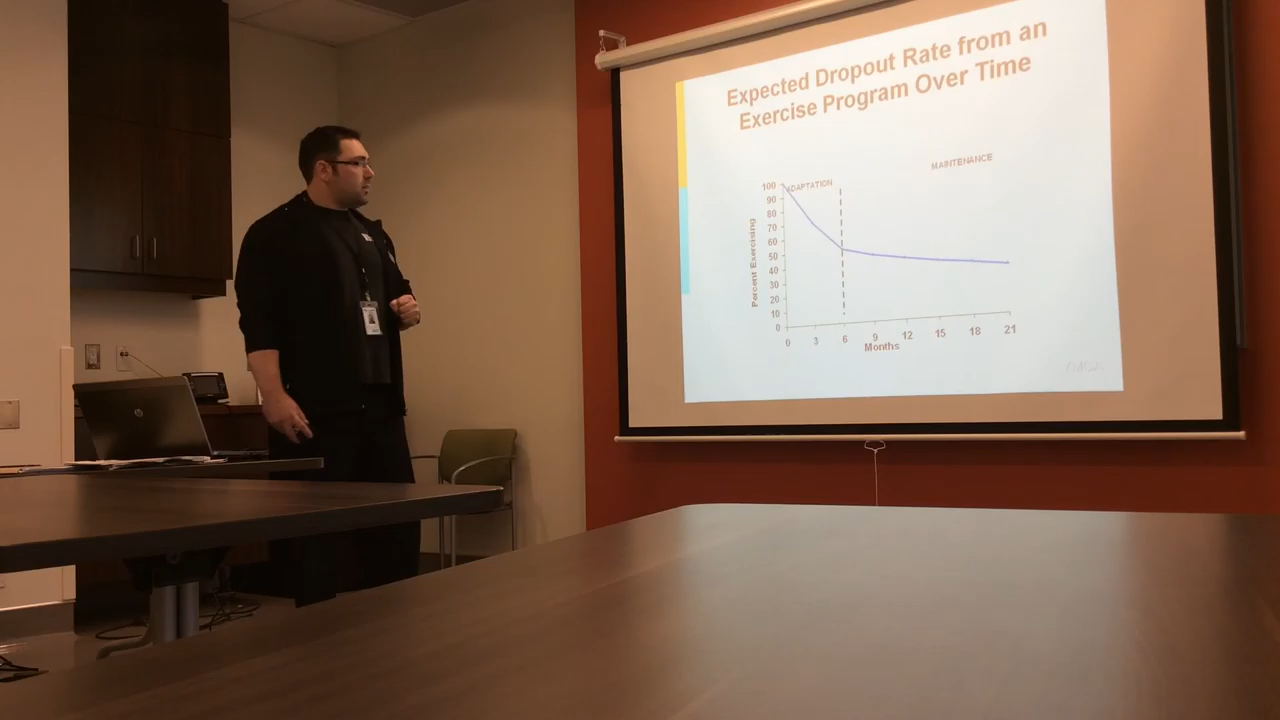 Expected Dropout Rate from an
Exercise Program Over Time
MAINTENANCE
ADAPTATION
100
90
80
70
60
50
40
30
20
10
0
Percent Exercising
0 3 6 9 12 15 18 21
Months
hp